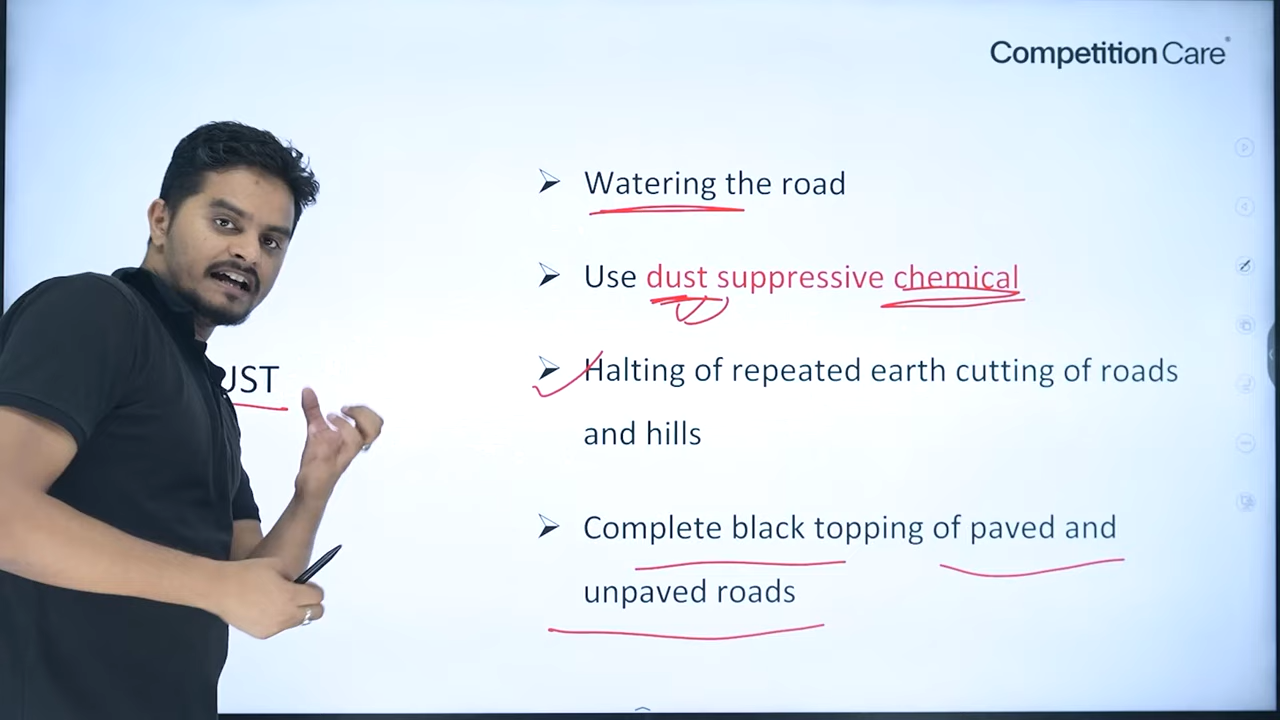 Competition Care
Watering the road
Use dust suppressive chemical
Halting of repeated earth cutting of roads
UST
and hills
Complete black topping of paved and
unpaved roads